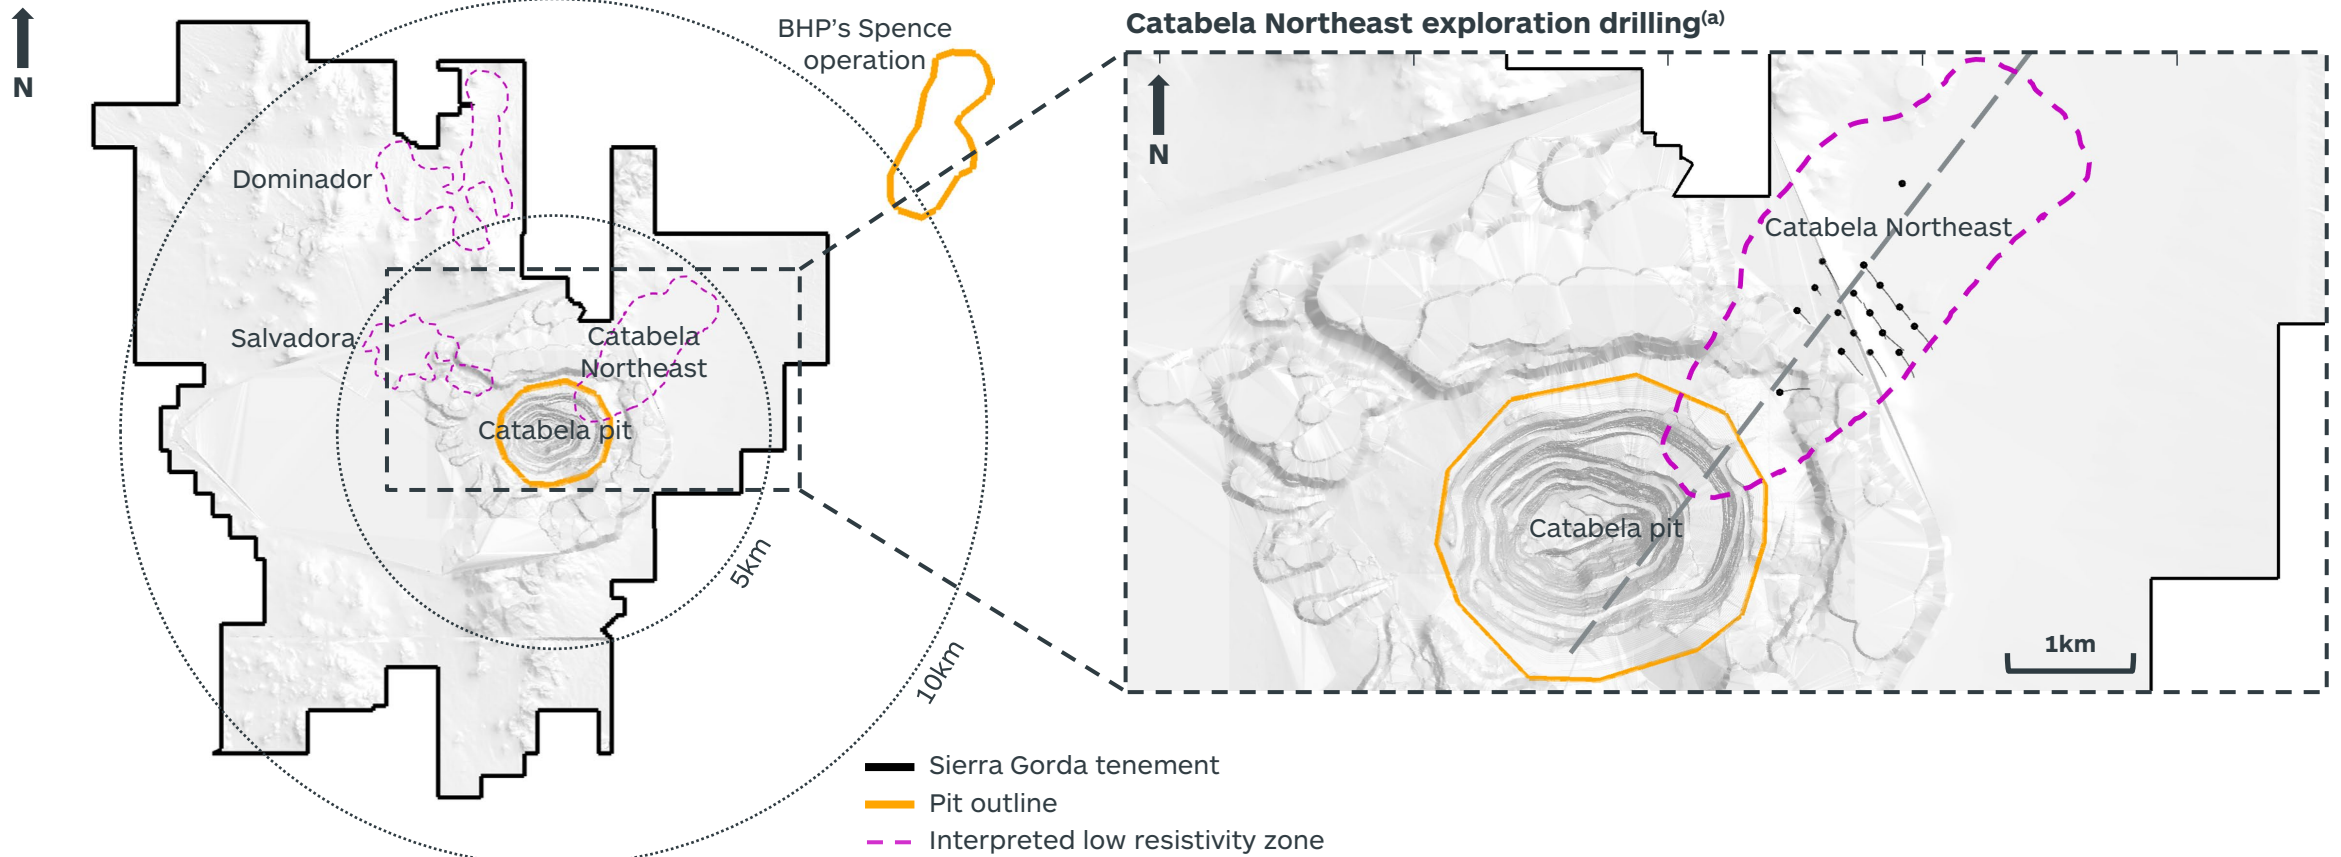 N
BHP's Spence
operation
Dominador
Salvadora
Catabela
Northeast
Catabela pit
5km
10km
Catabela Northeast exploration drilling(a)
N
Catabela Northeast
Catabela pit
1km
Sierra Gorda tenement
Pit outline
Interpreted low resistivity zone